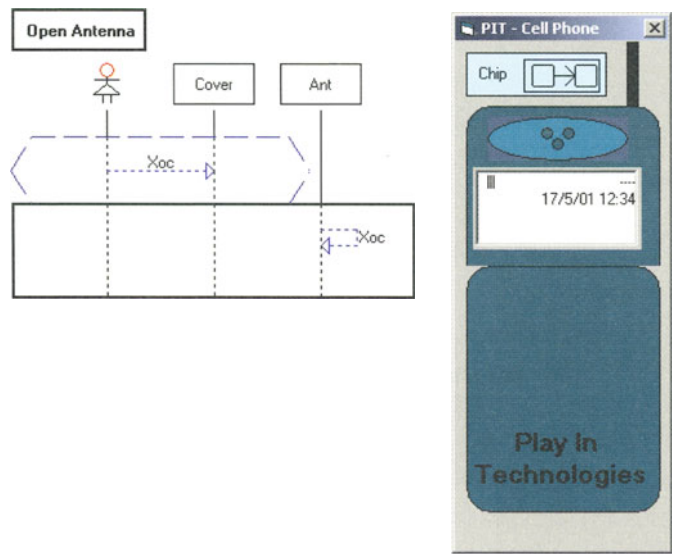 Open Antenna
Cover
Ant
Xoc
Xoc
PIT - Cell Phone
Chip
17/5/01 12:34
Play In
Technologies